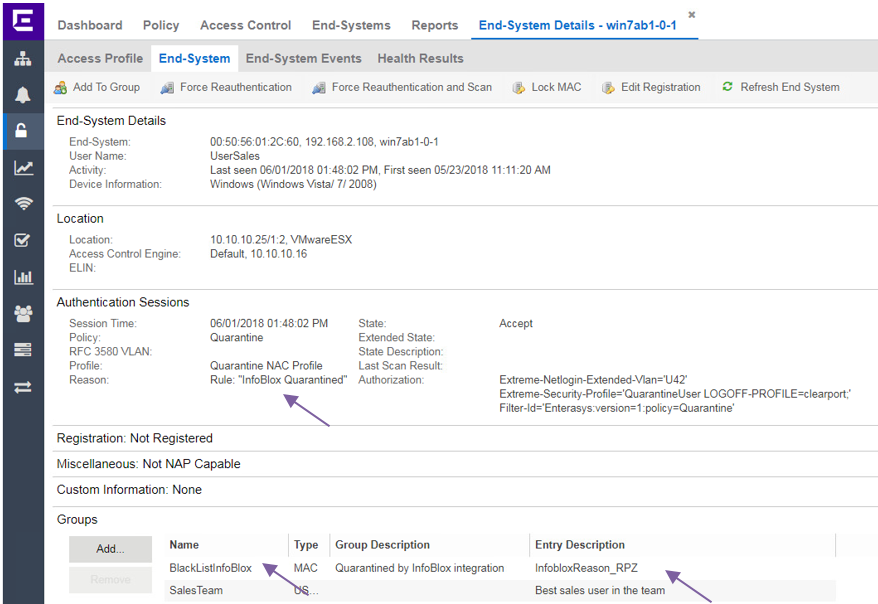 Dashboard Policy Access Control End-Systems Reports End-System Details - win7ab1-0-1
Access Profile End-System End-System Events Health Results
Add To Group Force Reauthentication Force Reauthentication and Scan Lock MAC Edit Registration Refresh End System
End-System Details
End-System: 00:50:56:01:2C:60, 192.168.2.108, win7ab1-0-1
User Name: UserSales
Activity: Last seen 06/01/2018 01:48:02 PM, First seen 05/23/2018 11:11:20 AM
Device Information: Windows (Windows Vista/ 7/ 2008)
Location
Location: 10.10.10.25/1:2, VMwareESX
Access Control Engine: Default, 10.10.10.16
ELIN:
Authentication Sessions
Session Time: 06/01/2018 01:48:02 PM State: Accept
Policy: Quarantine Extended State:
RFC 3580 VLAN: State Description:
Profile: Quarantine NAC Profile Last Scan Result:
Reason: Rule: "InfoBlox Quarantined" Authorization: Extreme-Netlogin-Extended-Vlan='U42'
Extreme-Security-Profile='QuarantineUser LOGOFF-PROFILE=clearport;'
Filter-Id='Enterasys:version=1:policy=Quarantine'
Registration: Not Registered
Miscellaneous: Not NAP Capable
Custom Information: None
Groups
Add... Name Type Group Description Entry Description
BlackListInfoBlox MAC Quarantined by InfoBlox integration InfobloxReason_RPZ
Remove
SalesTeam US... Best sales user in the team